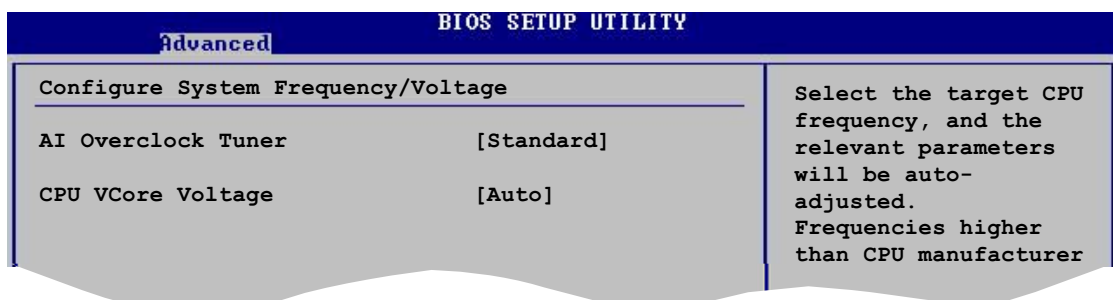 BIOS SETUP UTILITY
Advanced
Configure System Frequency/Voltage
AI Overclock Tuner [Standard]
CPU VCore Voltage [Auto]
Select the target CPU
frequency, and the
relevant parameters
will be auto-
adjusted.
Frequencies higher
than CPU manufacturer